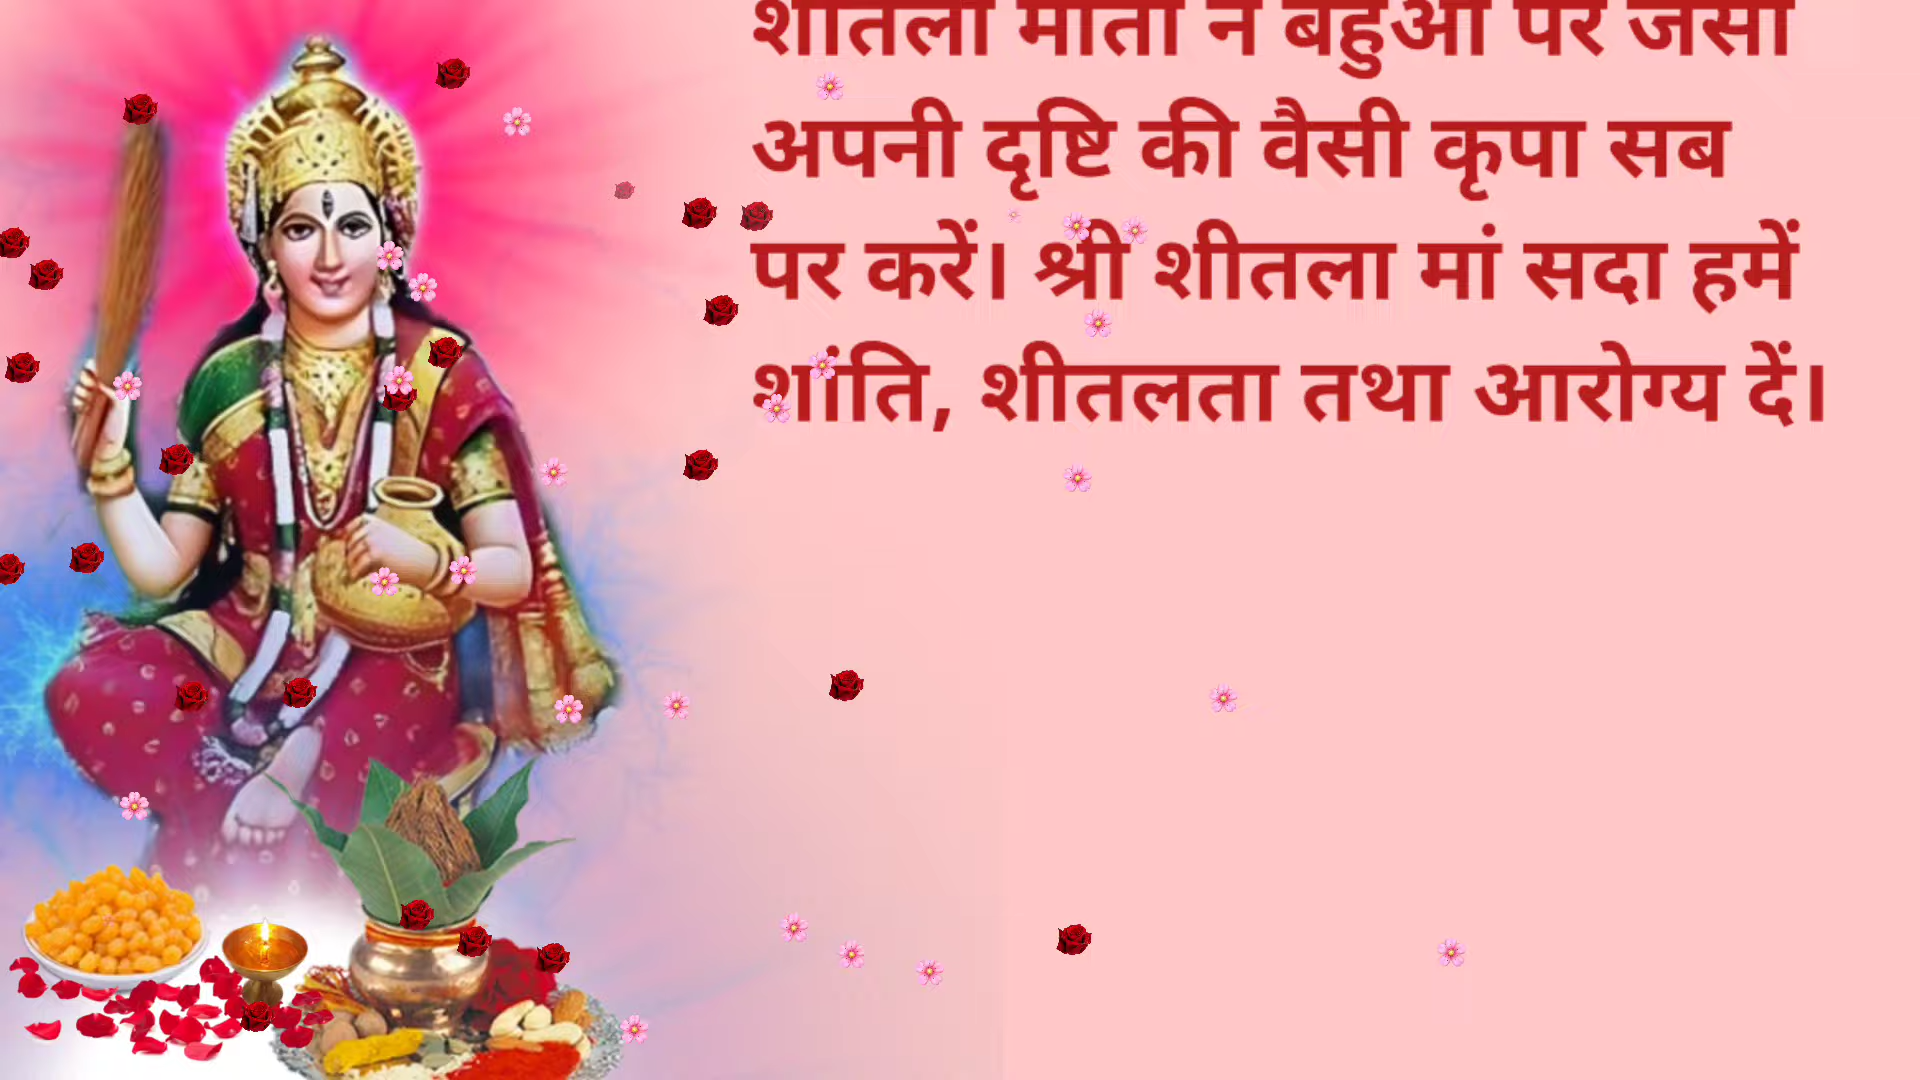 शीतला माता ने बहुओं पर जैसी
अपनी दृष्टि की वैसी कृपा सब
पर करें। श्री शीतला मां सदा हमें
शांति, शीतलता तथा आरोग्य दें।